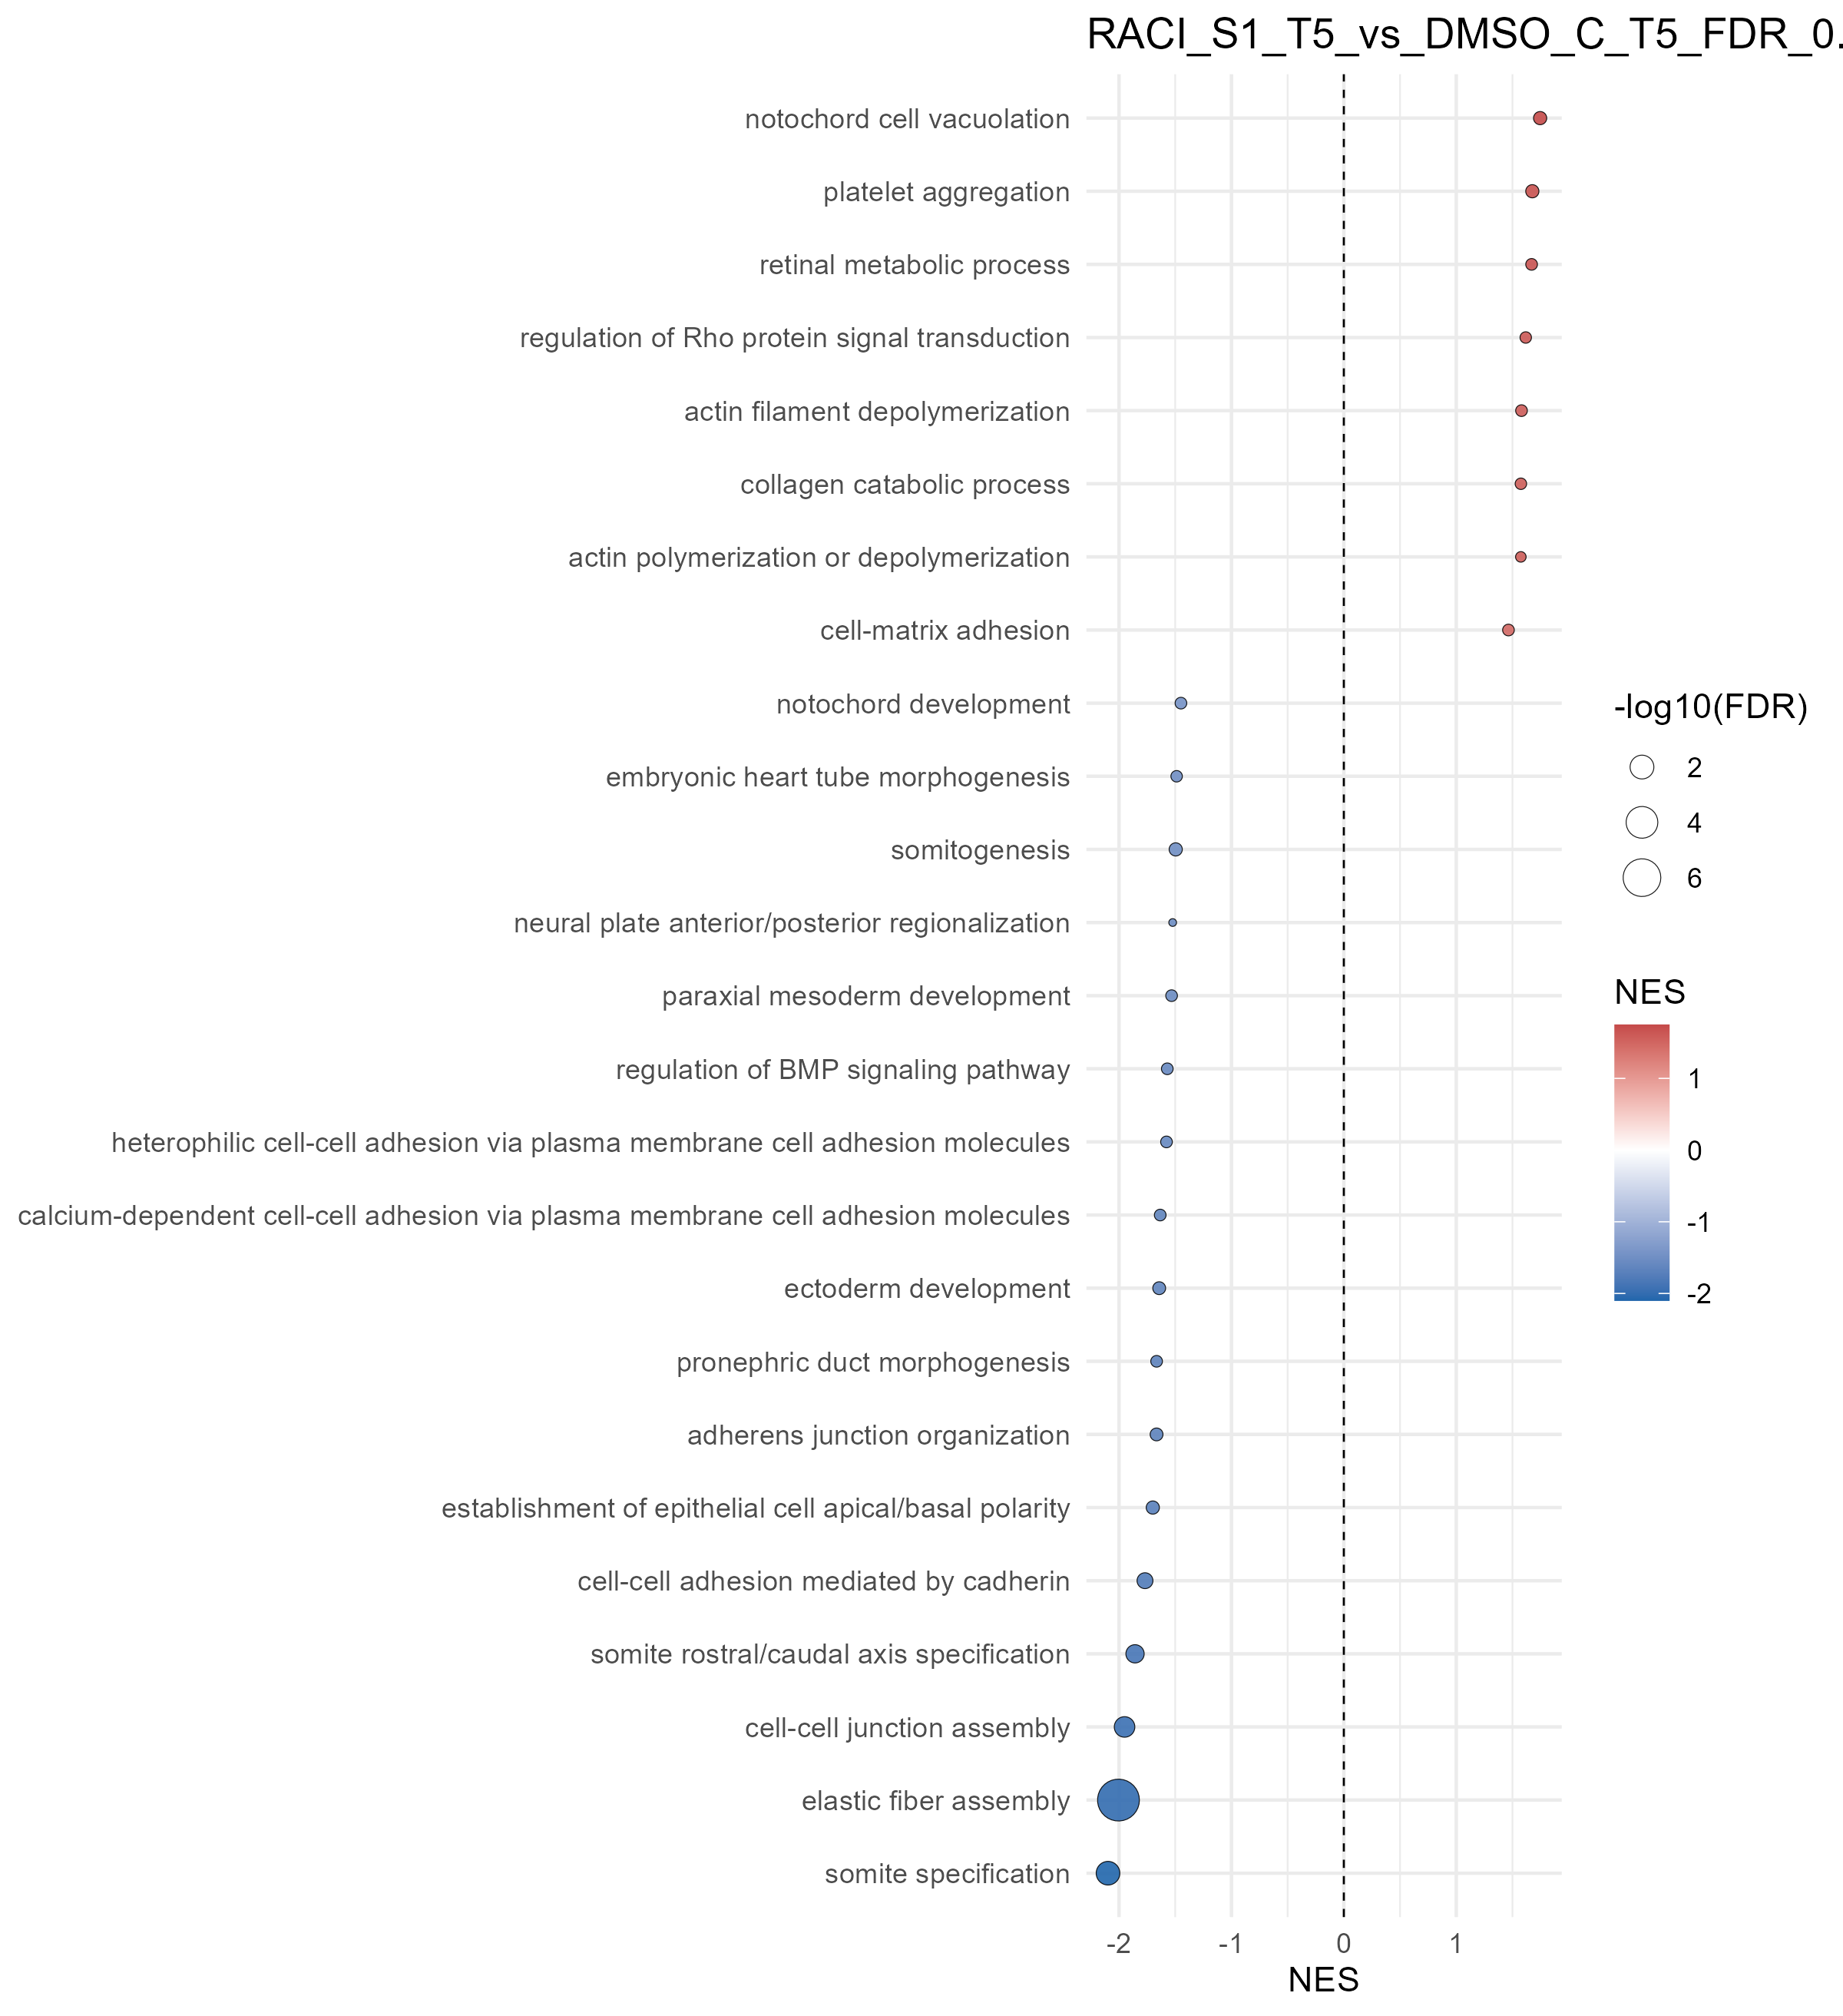 RACI_S1_T5_vs_DMSO_C_T5_FDR_0.
notochord cell vacuolation
platelet aggregation
retinal metabolic process
regulation of Rho protein signal transduction
actin filament depolymerization
collagen catabolic process
actin polymerization or depolymerization
cell-matrix adhesion
notochord development
embryonic heart tube morphogenesis
somitogenesis
neural plate anterior/posterior regionalization
paraxial mesoderm development
regulation of BMP signaling pathway
heterophilic cell-cell adhesion via plasma membrane cell adhesion molecules
calcium-dependent cell-cell adhesion via plasma membrane cell adhesion molecules
ectoderm development
pronephric duct morphogenesis
adherens junction organization
establishment of epithelial cell apical/basal polarity
cell-cell adhesion mediated by cadherin
somite rostral/caudal axis specification
cell-cell junction assembly
elastic fiber assembly
somite specification
-2 -1 0 1
NES
-log10(FDR)
2
4
6
NES
1
0
-1
-2